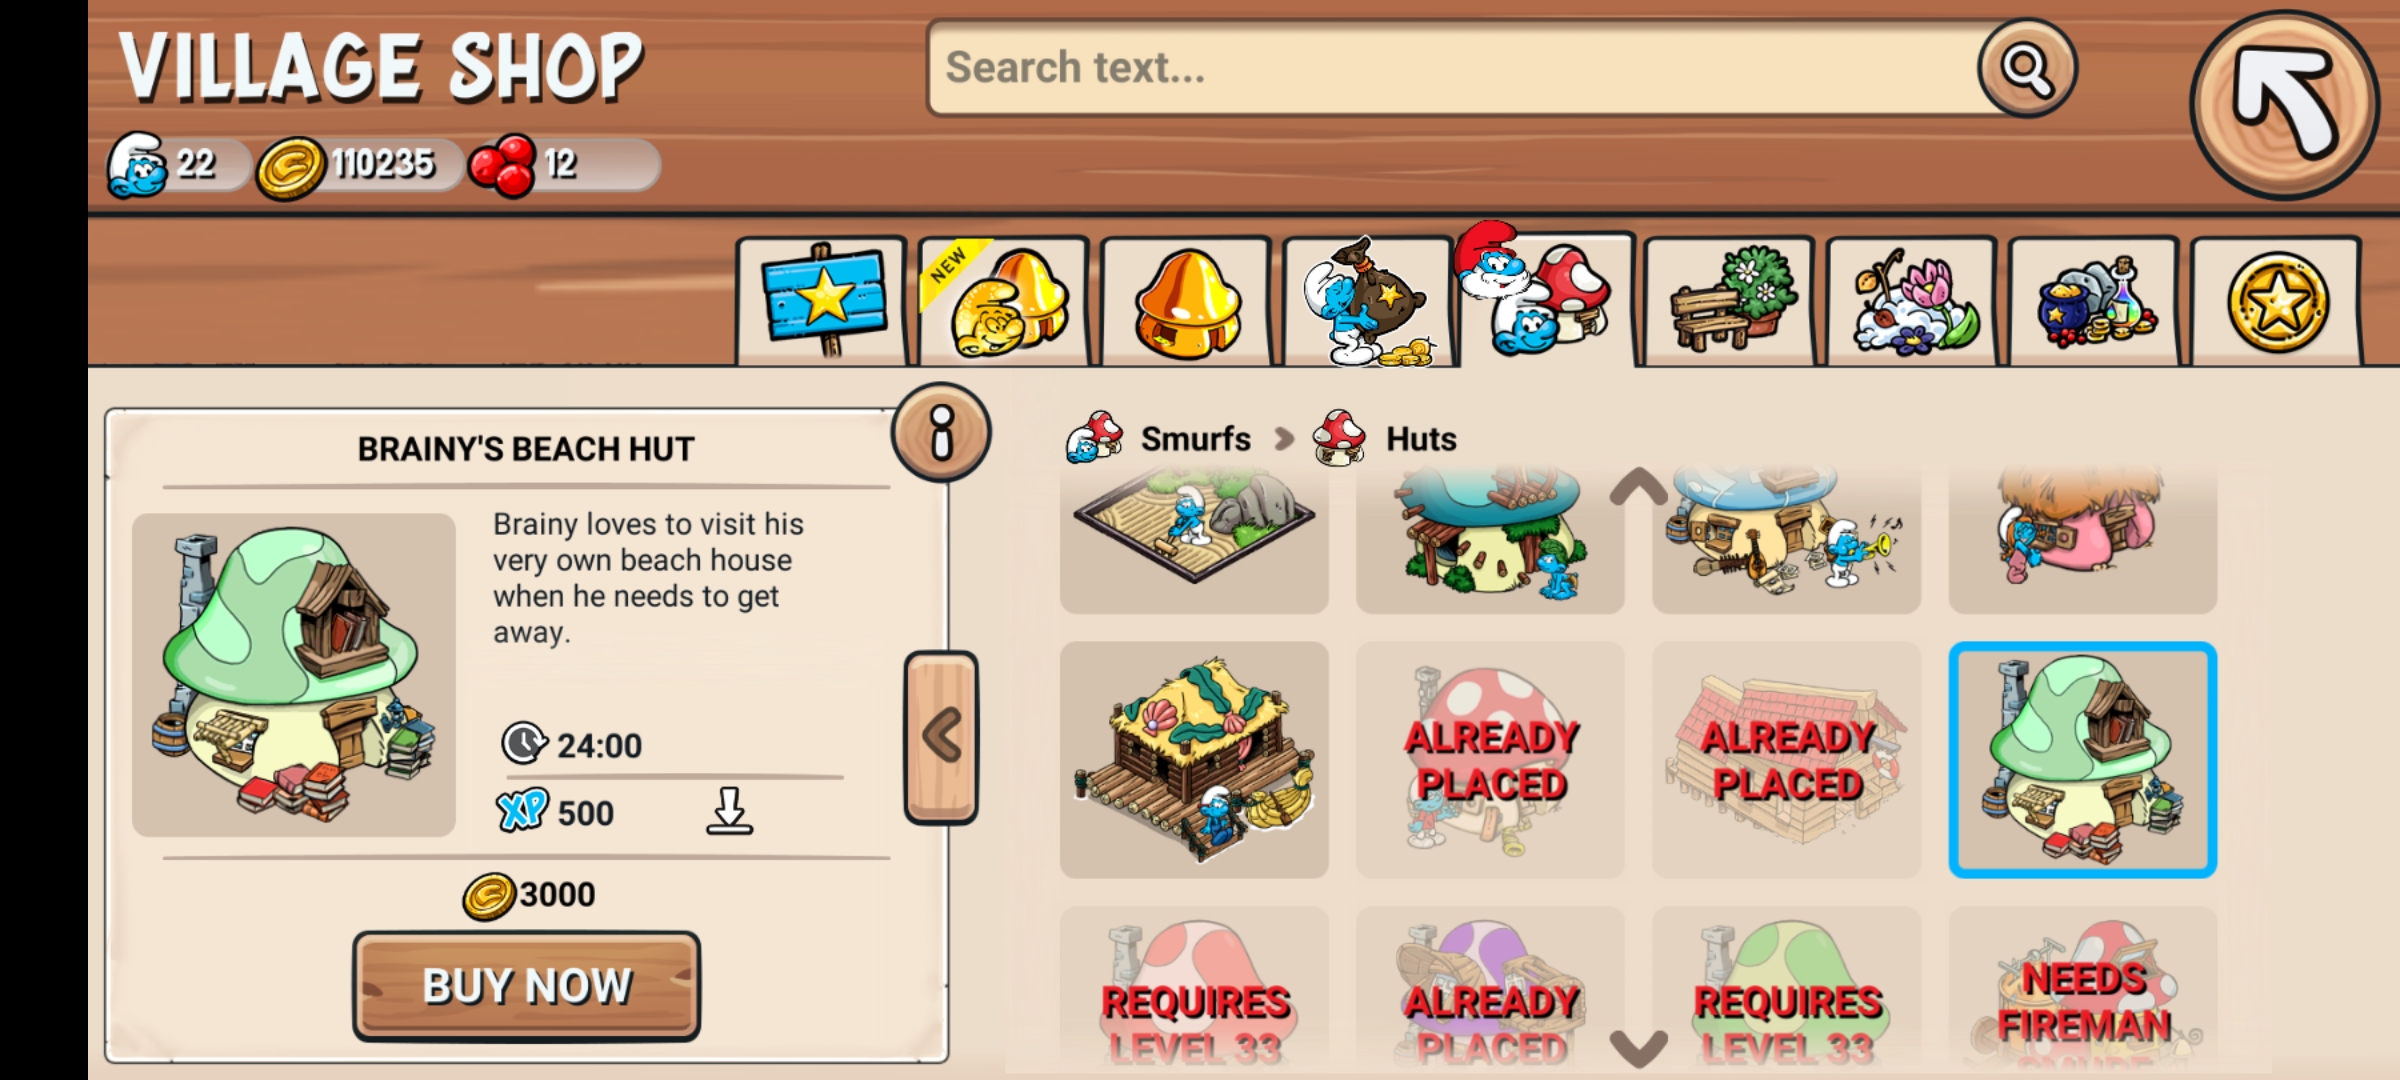 VILLAGE SHOP
Search text...
22
110235
12
NEW
BRAINY'S BEACH HUT
Brainy loves to visit his
very own beach house
when he needs to get
away.
24:00
XP 500
3000
BUY NOW
Smurfs > Huts
ALREADY
PLACED
ALREADY
PLACED
REQUIRES
LEVEL 33
ALREADY
PLACED
REQUIRES
LEVEL 33
NEEDS
FIREMAN